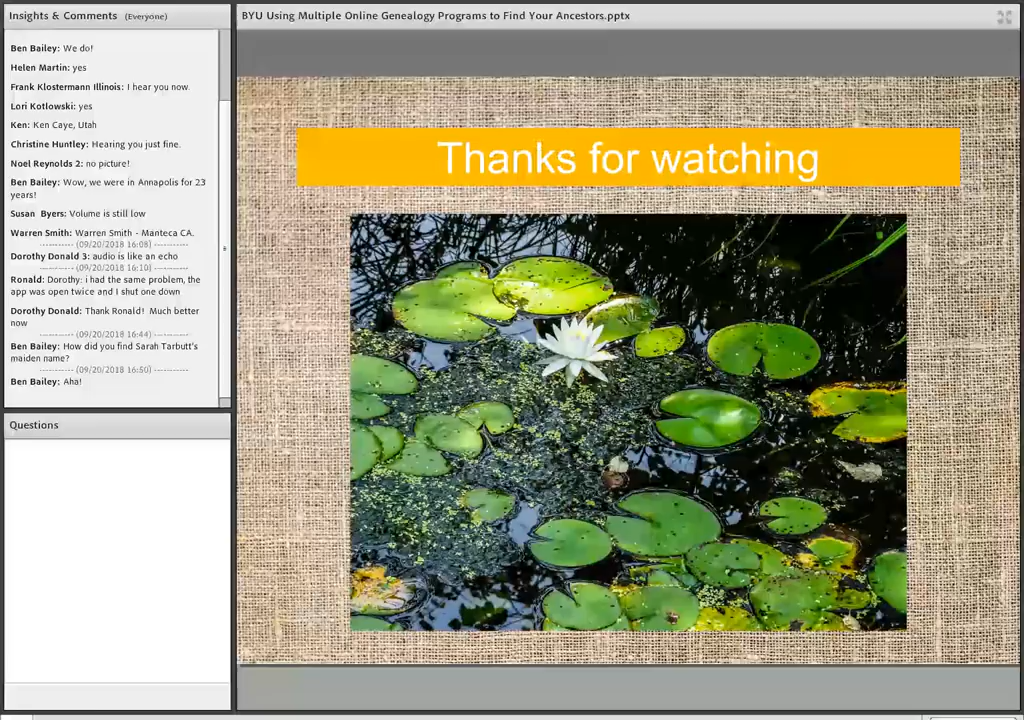 Insights & Comments (Everyone)
Ben Bailey: We do!
Helen Martin: yes
Frank Klostermann Illinois: I hear you now.
Lori Kotlowski: yes
Ken: Ken Caye, Utah
Christine Huntley: Hearing you just fine.
Noel Reynolds 2: no picture!
Ben Bailey: Wow, we were in Annapolis for 23
years!
Susan Byers: Volume is still low
Warren Smith: Warren Smith - Manteca CA.
----------- (09/20/2018 16:08) -----------
Dorothy Donald 3: audio is like an echo
----------- (09/20/2018 16:10) -----------
Ronald: Dorothy: i had the same problem, the
app was open twice and I shut one down
Dorothy Donald: Thank Ronald! Much better
now
----------- (09/20/2018 16:44) -----------
Ben Bailey: How did you find Sarah Tarbutt's
maiden name?
----------- (09/20/2018 16:50) -----------
Ben Bailey: Aha!
Questions
BYU Using Multiple Online Genealogy Programs to Find Your Ancestors.pptx
Thanks for watching